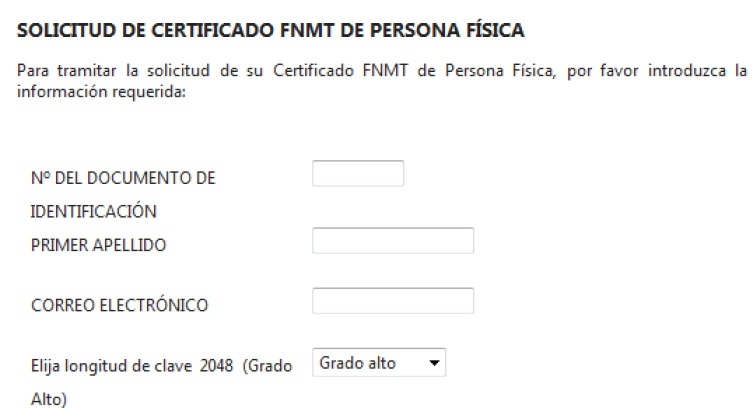 SOLICITUD DE CERTIFICADO FNMT DE PERSONA FÍSICA
Para tramitar la solicitud de su Certificado FNMT de Persona Física, por favor introduzca la
información requerida:
Nº DEL DOCUMENTO DE
IDENTIFICACIÓN
PRIMER APELLIDO
CORREO ELECTRÓNICO
Elija longitud de clave 2048 (Grado Grado alto
Alto)